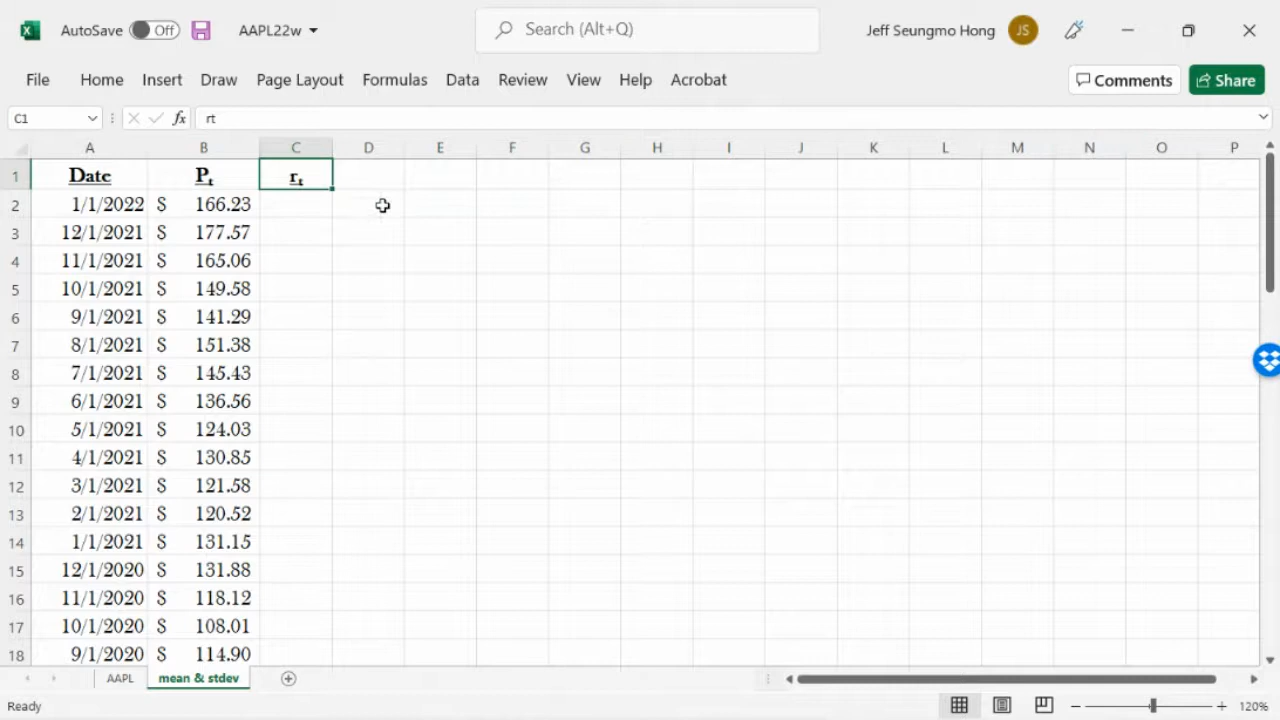 AutoSave Off AAPL22w Search (Alt+Q) Jeff Seungmo Hong JS
File Home Insert Draw Page Layout Formulas Data Review View Help Acrobat Comments Share
C1 fx rt
A B C D E F G H I J K L M N O P
1 Date Pt rt
2 1/1/2022 $ 166.23
3 12/1/2021 $ 177.57
4 11/1/2021 $ 165.06
5 10/1/2021 $ 149.58
6 9/1/2021 $ 141.29
7 8/1/2021 $ 151.38
8 7/1/2021 $ 145.43
9 6/1/2021 $ 136.56
10 5/1/2021 $ 124.03
11 4/1/2021 $ 130.85
12 3/1/2021 $ 121.58
13 2/1/2021 $ 120.52
14 1/1/2021 $ 131.15
15 12/1/2020 $ 131.88
16 11/1/2020 $ 118.12
17 10/1/2020 $ 108.01
18 9/1/2020 $ 114.90
AAPL mean & stdev
Ready 120%